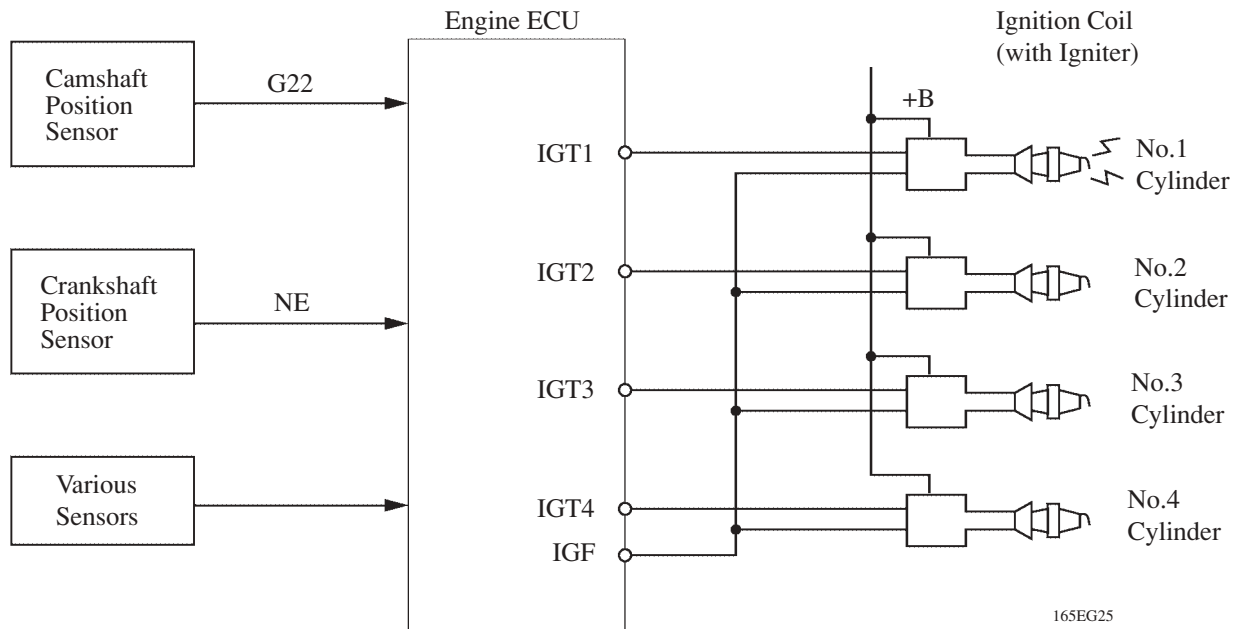 Engine ECU
Ignition Coil
(with Igniter)
Camshaft
Position
Sensor
G22
+B
IGT1
No.1
Cylinder
IGT2
No.2
Cylinder
Crankshaft
Position
Sensor
NE
IGT3
No.3
Cylinder
Various
Sensors
IGT4
No.4
Cylinder
IGF
165EG25